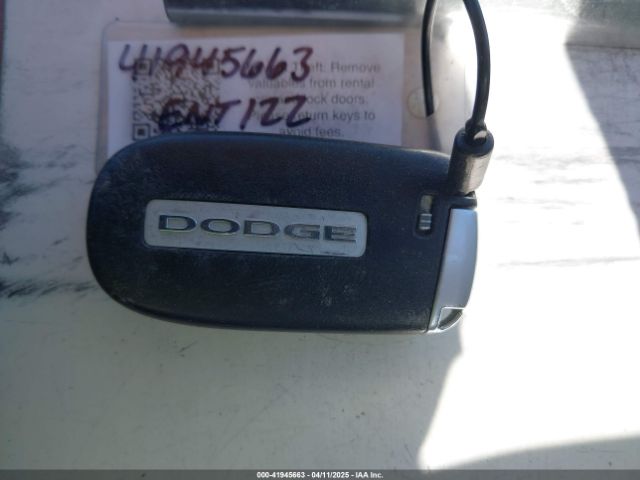 41945663
ft: Remove
valuables from rental
ock doors.
ENT122
eturn keys to
avoid fees.
DODGE
000-41945663 - 04/11/2025 - IAA Inc.